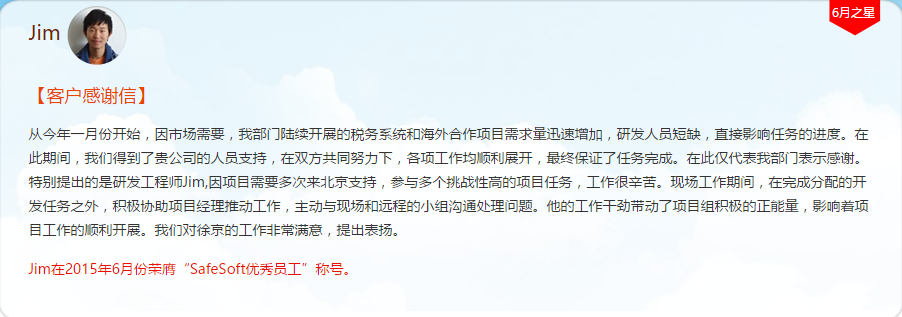 6月之星
Jim
【客户感谢信】
从今年一月份开始，因市场需要，我部门陆续开展的税务系统和海外合作项目需求量迅速增加，研发人员短缺，直接影响任务的进度。在
此期间，我们得到了贵公司的人员支持，在双方共同努力下，各项工作均顺利展开，最终保证了任务完成。在此仅代表我部门表示感谢。
特别提出的是研发工程师Jim,因项目需要多次来北京支持，参与多个挑战性高的项目任务，工作很辛苦。现场工作期间，在完成分配的开
发任务之外，积极协助项目经理推动工作，主动与现场和远程的小组沟通处理问题。他的工作干劲带动了项目组积极的正能量，影响着项
目工作的顺利开展。我们对徐京的工作非常满意，提出表扬。
Jim在2015年6月份荣膺“SafeSoft优秀员工”称号。